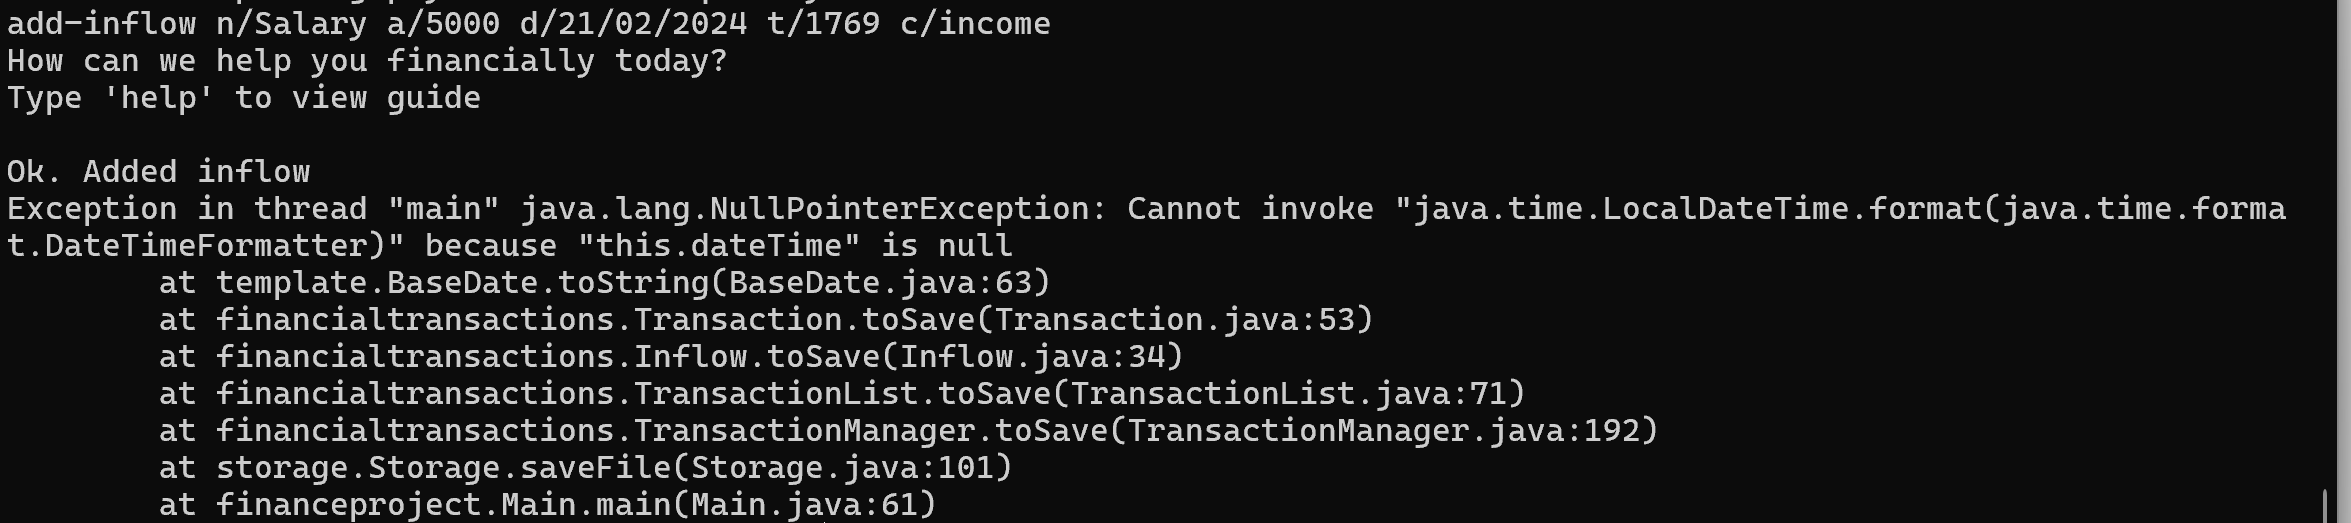 add-inflow n/Salary a/5000 d/21/02/2024 t/1769 c/income
How can we help you financially today?
Type 'help' to view guide
Ok. Added inflow
Exception in thread "main" java.lang.NullPointerException: Cannot invoke "java.time.LocalDateTime.format(java.time.forma
t.DateTimeFormatter)" because "this.dateTime" is null
        at template.BaseDate.toString(BaseDate.java:63)
        at financialtransactions.Transaction.toSave(Transaction.java:53)
        at financialtransactions.Inflow.toSave(Inflow.java:34)
        at financialtransactions.TransactionList.toSave(TransactionList.java:71)
        at financialtransactions.TransactionManager.toSave(TransactionManager.java:192)
        at storage.Storage.saveFile(Storage.java:101)
        at financeproject.Main.main(Main.java:61)